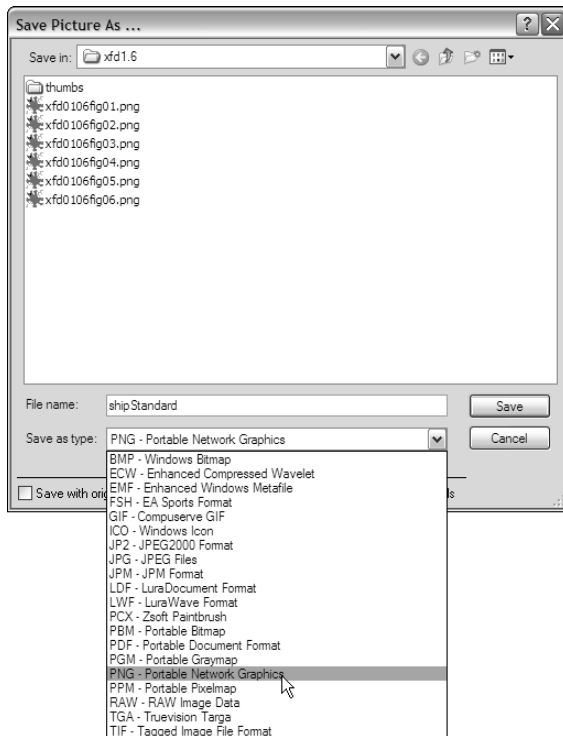 Save Picture As ...
Save in: xfd1.6
thumbs
xfd0106fig01.png
xfd0106fig02.png
xfd0106fig03.png
xfd0106fig04.png
xfd0106fig05.png
xfd0106fig06.png
File name: shipStandard Save
Save as type: PNG - Portable Network Graphics Cancel
BMP - Windows Bitmap
ECW - Enhanced Compressed Wavelet
EMF - Enhanced Windows Metafile
Save with
FSH - EA Sports Format
GIF - Compuserve GIF
ICO - Windows Icon
JP2 - JPEG2000 Format
JPG - JPEG Files
JPM - JPM Format
LDF - LuraDocument Format
LWF - LuraWave Format
PCX - Zsoft Paintbrush
PBM - Portable Bitmap
PDF - Portable Document Format
PGM - Portable Graymap
PNG - Portable Network Graphics
PPM - Portable Pixelmap
RAW - RAW Image Data
TGA - Truevision Targa
TIF - Tagged Image File Format